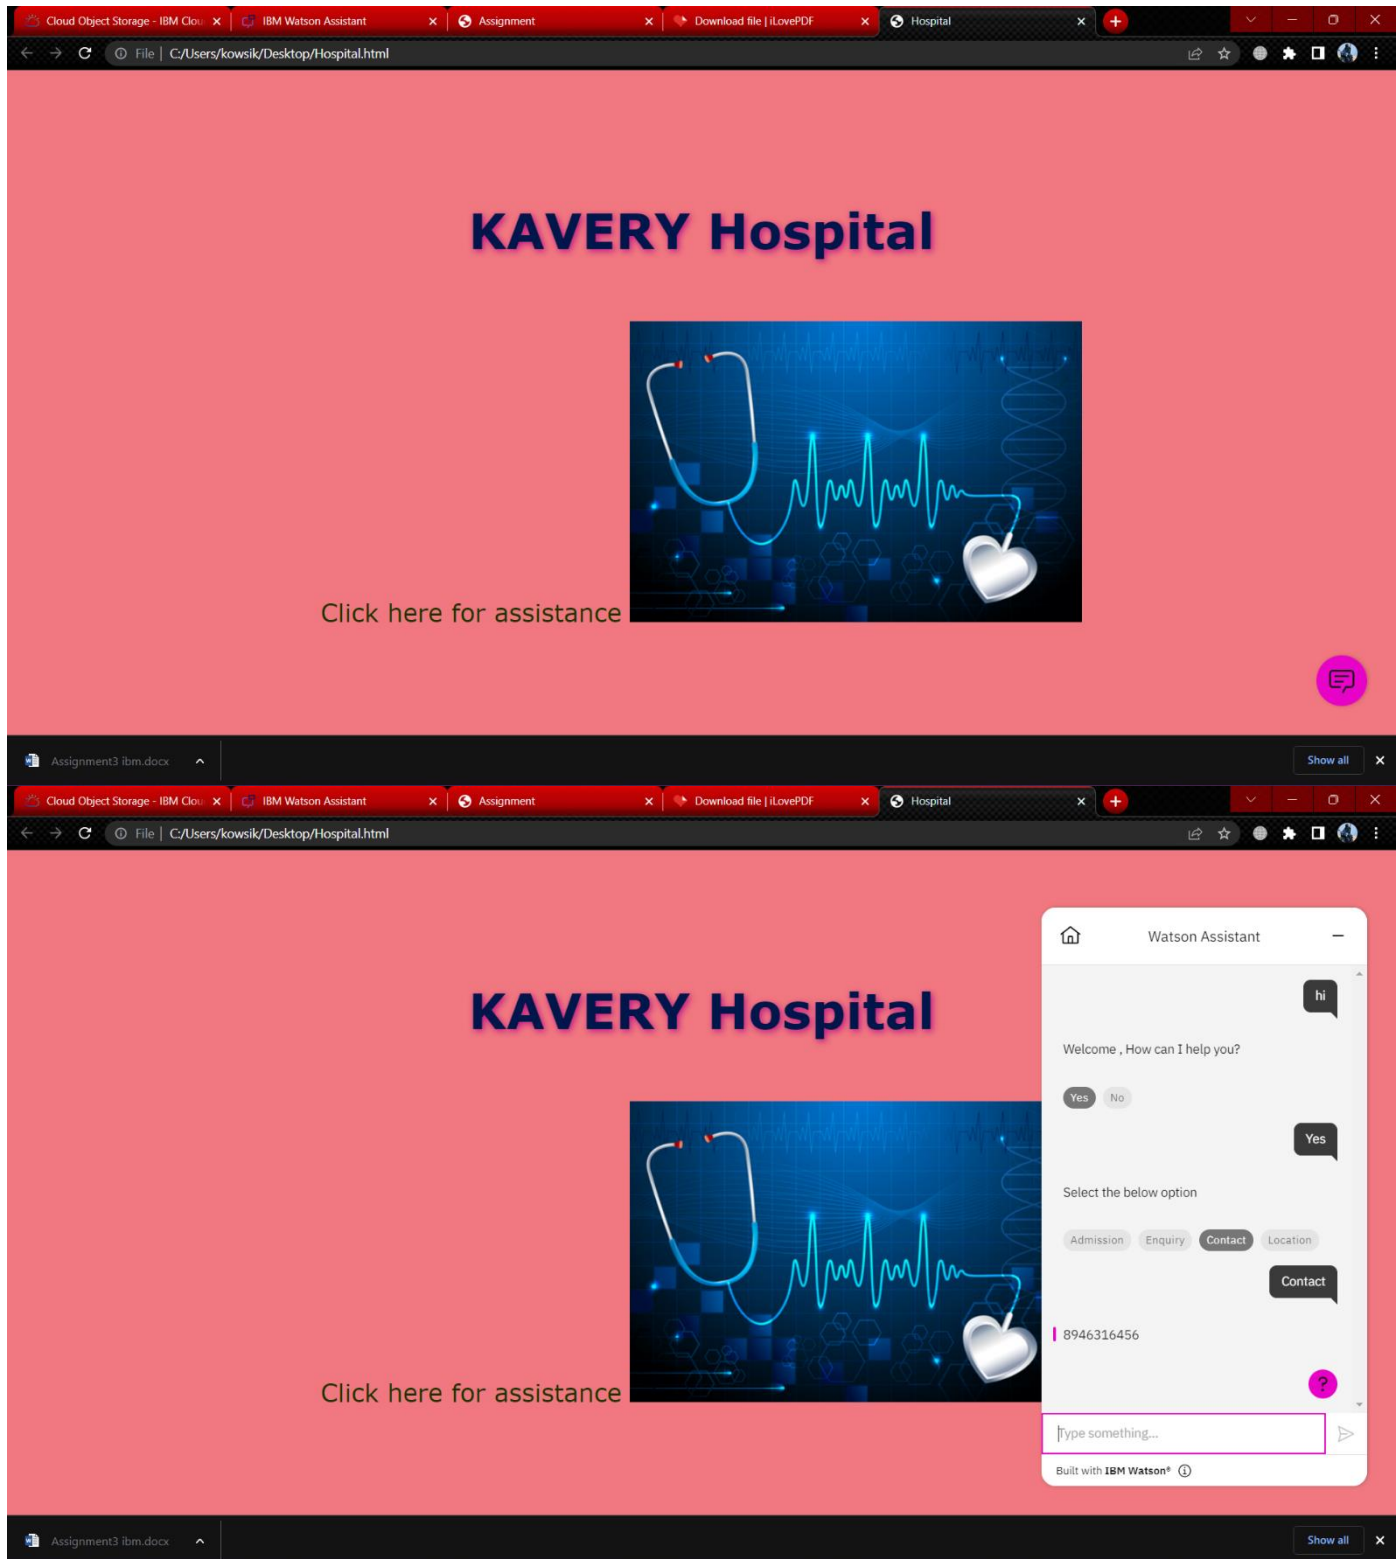 Cloud Object Storage - IBM Clou
IBM Watson Assistant
Assignment
Download file | iLovePDF
Hospital
File | C:/Users/kowsik/Desktop/Hospital.html
KAVERY Hospital
Click here for assistance
Assignment3 ibm.docx
Show all
Cloud Object Storage - IBM Clou
IBM Watson Assistant
Assignment
Download file | iLovePDF
Hospital
File | C:/Users/kowsik/Desktop/Hospital.html
KAVERY Hospital
Click here for assistance
Watson Assistant
hi
Welcome , How can I help you?
Yes No
Yes
Select the below option
Admission Enquiry Contact Location
Contact
8946316456
?
Type something...
Built with IBM Watson®
Assignment3 ibm.docx
Show all